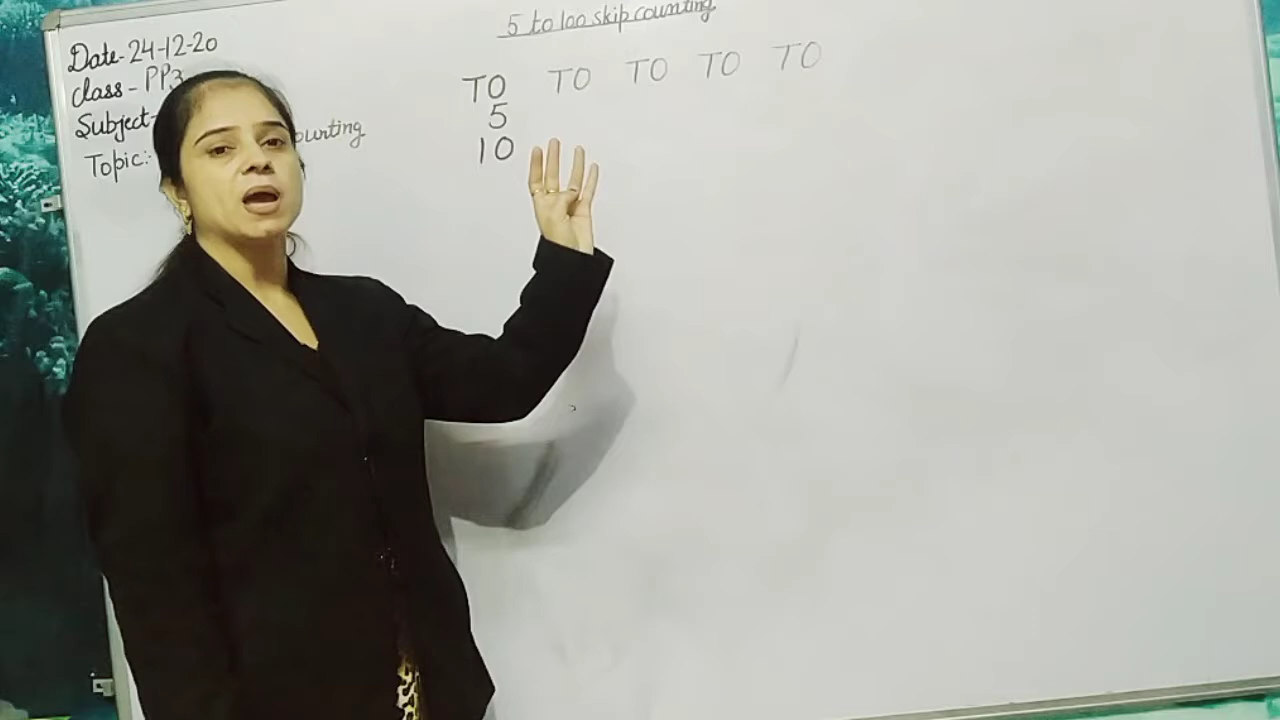 5 to 100 skip counting
Date-24-12-20
class-PP3
Subject-
Topic:-
TO TO TO TO TO
5
10